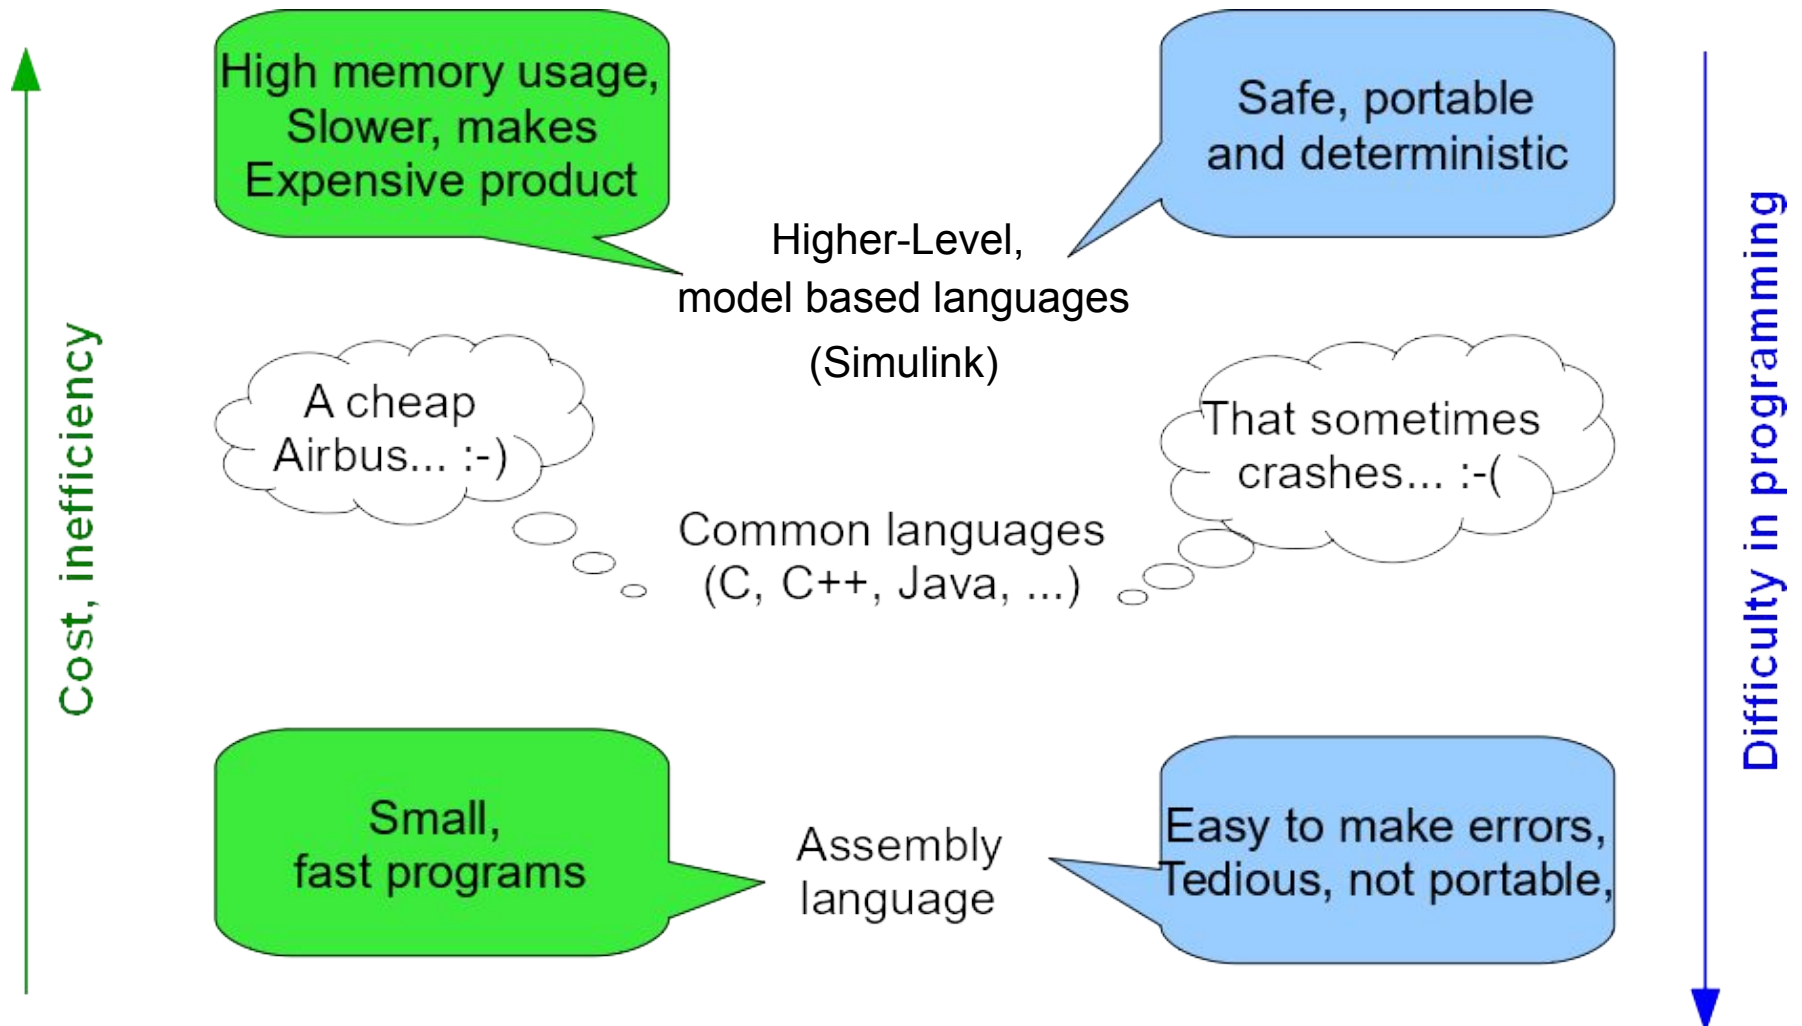 High memory usage,
Slower, makes
Expensive product
Safe, portable
and deterministic
Higher-Level,
model based languages
(Simulink)
A cheap
Airbus... :-)
That sometimes
crashes... :-(
Common languages
(C, C++, Java, ...)
Small,
fast programs
Assembly
language
Easy to make errors,
Tedious, not portable,
Cost, inefficiency
Difficulty in programming